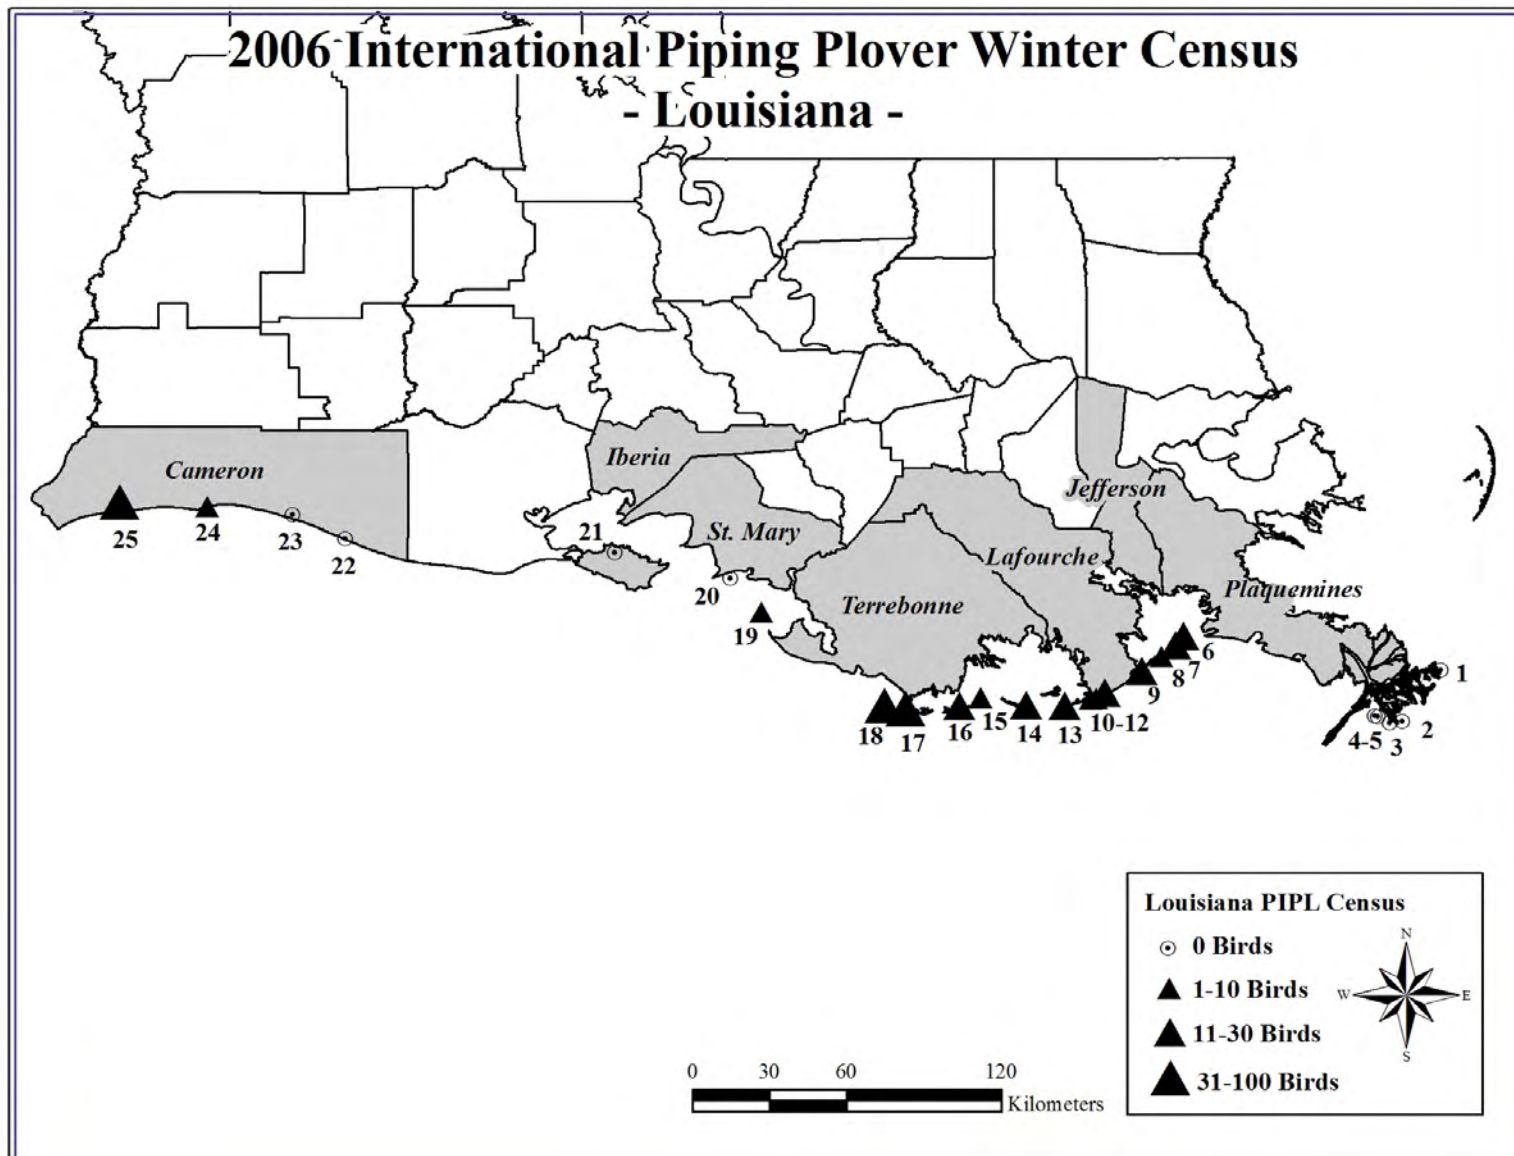 2006 International Piping Plover Winter Census
- Louisiana -
Cameron
Iberia
St. Mary
Jefferson
Lafourche
Terrebonne
Plaquemines
25
24
23
22
21
20
19
18
17
16
15
14
13
10-12
9
8
7
6
4-5
3
2
1
Louisiana PIPL Census
0 Birds
1-10 Birds
11-30 Birds
31-100 Birds
N
W
E
S
0 30 60 120
Kilometers